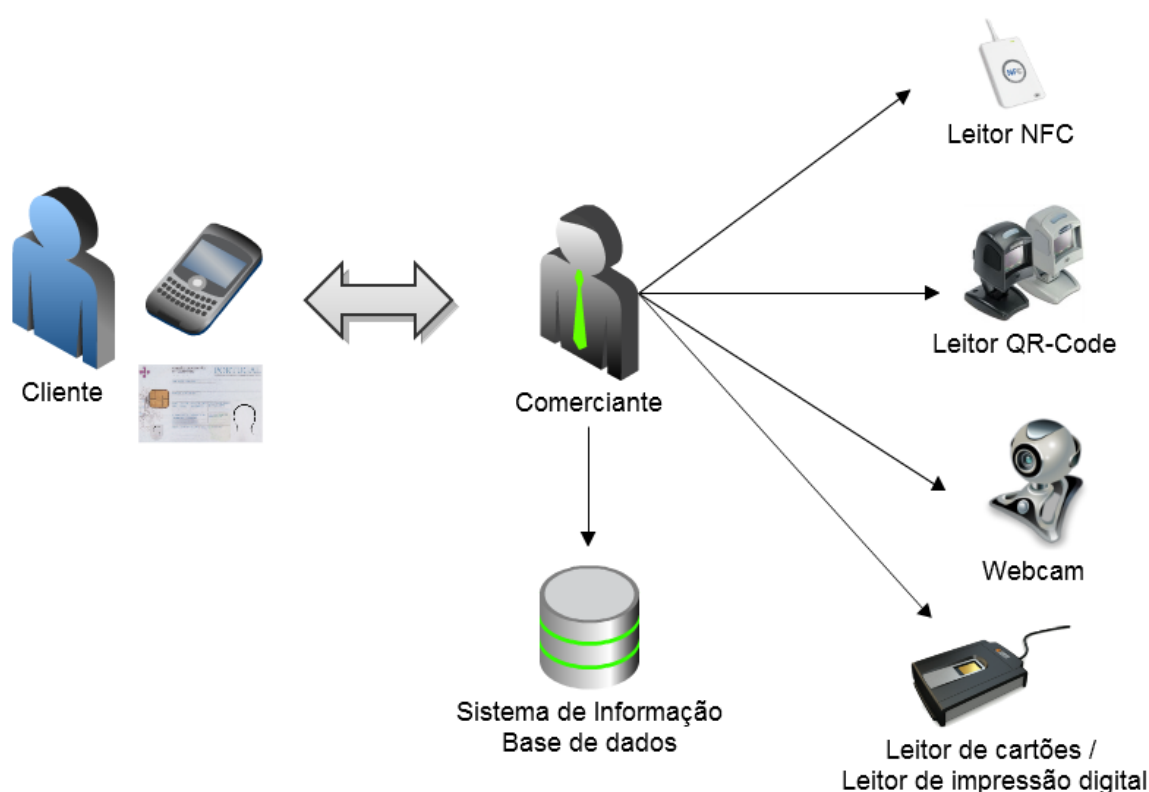 NFC
Leitor NFC
Leitor QR-Code
Cliente
Comerciante
Webcam
Sistema de Informação
Base de dados
Leitor de cartões /
Leitor de impressão digital